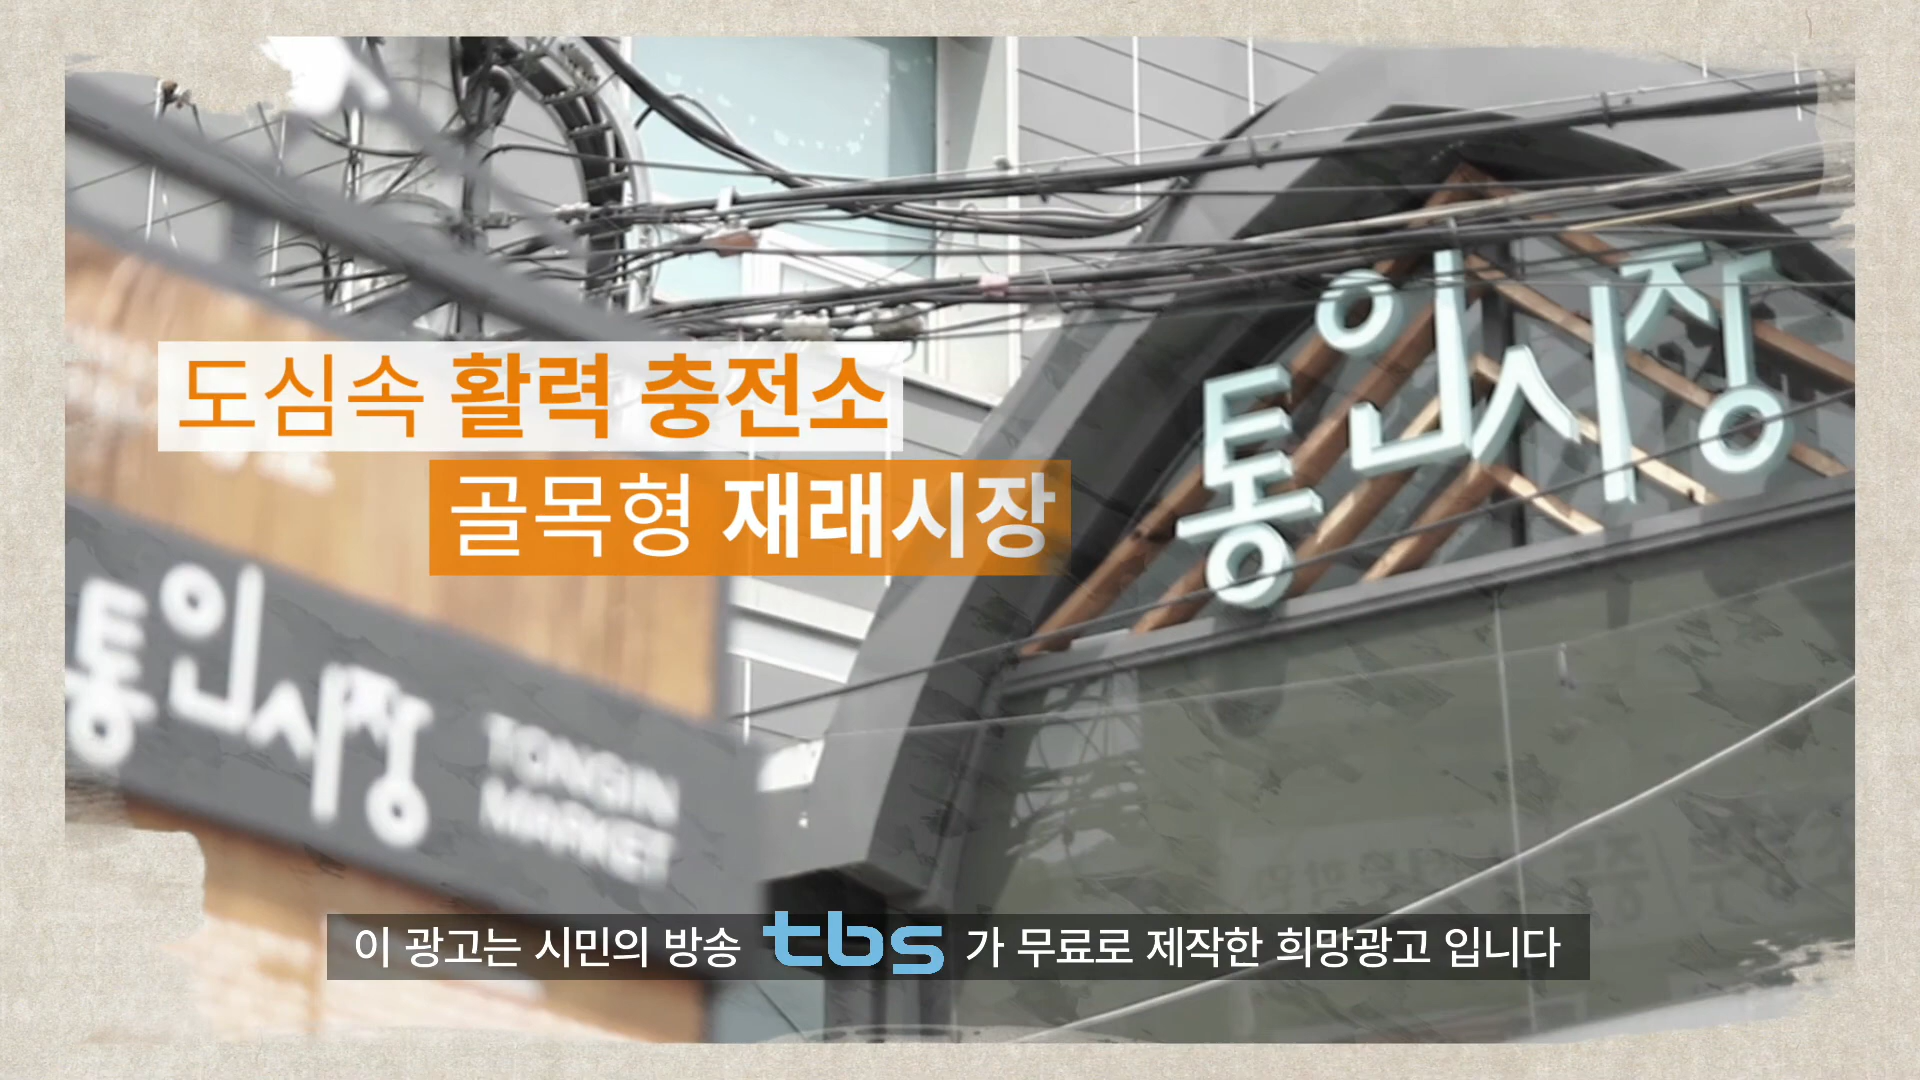 도심속 활력 충전소
골목형 재래시장
통인시장
통인시장
TONGIN
MARKET
이 광고는 시민의 방송 tbs 가 무료로 제작한 희망광고 입니다